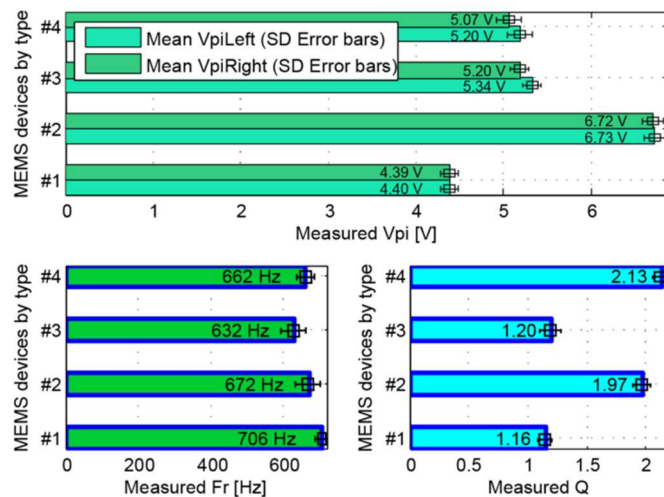 MEMS devices by type
#4
#3
#2
#1
5.07 V
5.20 V
5.20 V
5.34 V
6.72 V
6.73 V
4.39 V
4.40 V
Mean VpiLeft (SD Error bars)
Mean VpiRight (SD Error bars)
0 1 2 3 4 5 6
Measured Vpi [V]
MEMS devices by type
#4
#3
#2
#1
662 Hz
632 Hz
672 Hz
706 Hz
0 200 400 600
Measured Fr [Hz]
MEMS devices by type
#4
#3
#2
#1
2.13
1.20
1.97
1.16
0 0.5 1 1.5 2
Measured Q